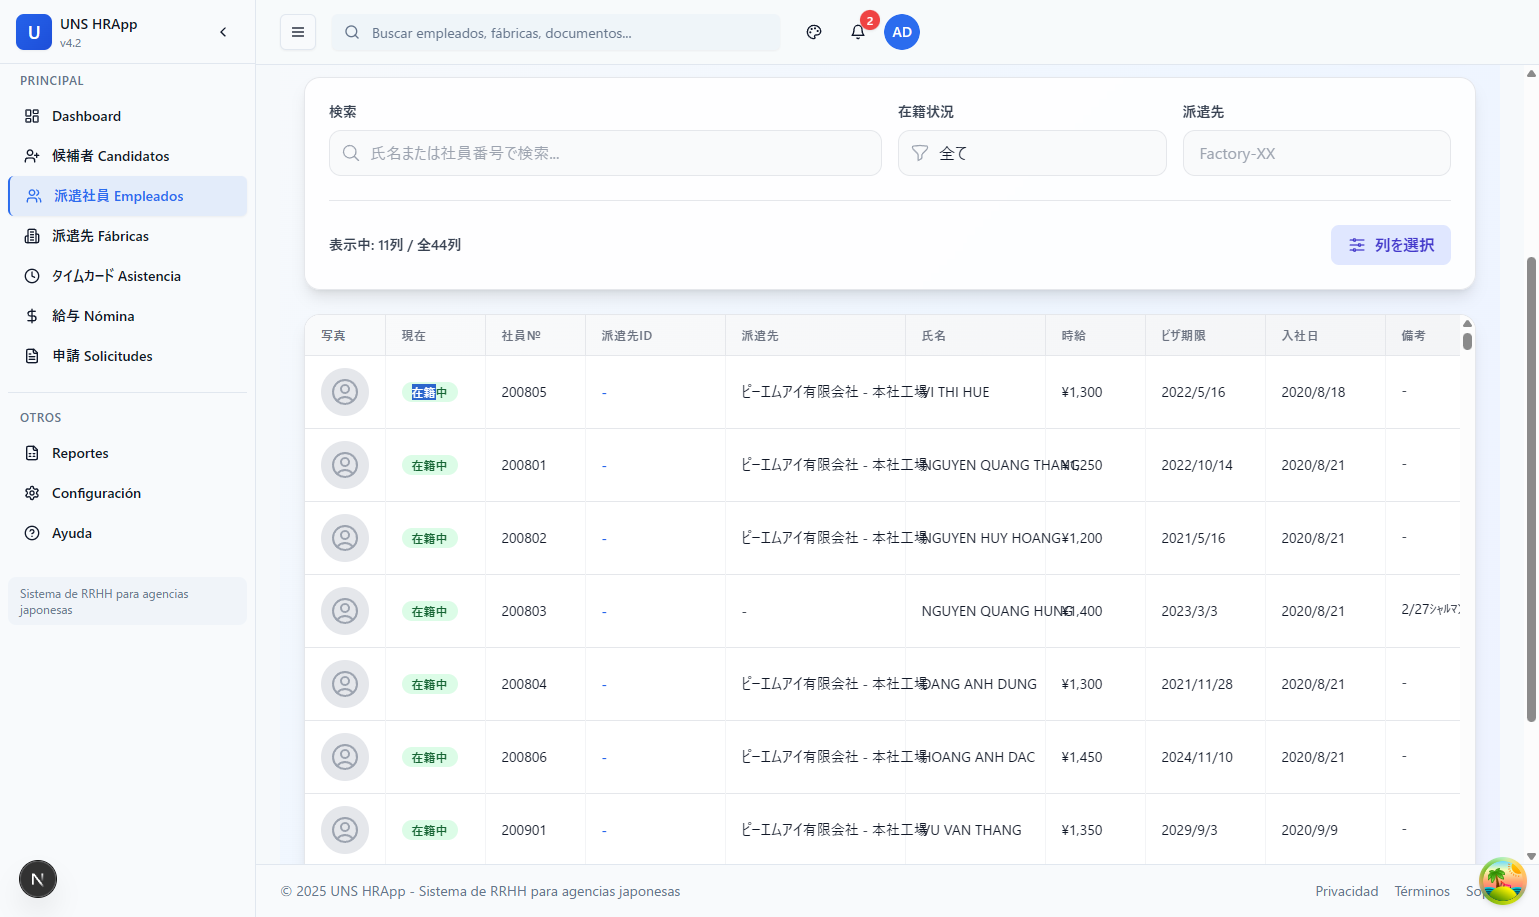 U
UNS HRApp
v4.2
Buscar empleados, fábricas, documentos...
2
AD
PRINCIPAL
Dashboard
候補者 Candidatos
派遣社員 Empleados
派遣先 Fábricas
タイムカード Asistencia
給与 Nómina
申請 Solicitudes
OTROS
Reportes
Configuración
Ayuda
Sistema de RRHH para agencias
japonesas
N
検索
在籍状況
派遣先
氏名または社員番号で検索...
全て
Factory-XX
表示中: 11列 / 全44列
列を選択
写真 現在 社員№ 派遣先ID 派遣先 氏名 時給 ビザ期限 入社日 備考
在籍中 200805 - ピーエムアイ有限会社 - 本社工場 VI THI HUE ¥1,300 2022/5/16 2020/8/18 -
在籍中 200801 - ピーエムアイ有限会社 - 本社工場 NGUYEN QUANG THANG ¥1,250 2022/10/14 2020/8/21 -
在籍中 200802 - ピーエムアイ有限会社 - 本社工場 NGUYEN HUY HOANG ¥1,200 2021/5/16 2020/8/21 -
在籍中 200803 - - NGUYEN QUANG HUNG ¥1,400 2023/3/3 2020/8/21 2/27ｼｬﾙﾏﾝ
在籍中 200804 - ピーエムアイ有限会社 - 本社工場 DANG ANH DUNG ¥1,300 2021/11/28 2020/8/21 -
在籍中 200806 - ピーエムアイ有限会社 - 本社工場 HOANG ANH DAC ¥1,450 2024/11/10 2020/8/21 -
在籍中 200901 - ピーエムアイ有限会社 - 本社工場 VU VAN THANG ¥1,350 2029/9/3 2020/9/9 -
© 2025 UNS HRApp - Sistema de RRHH para agencias japonesas
Privacidad Términos